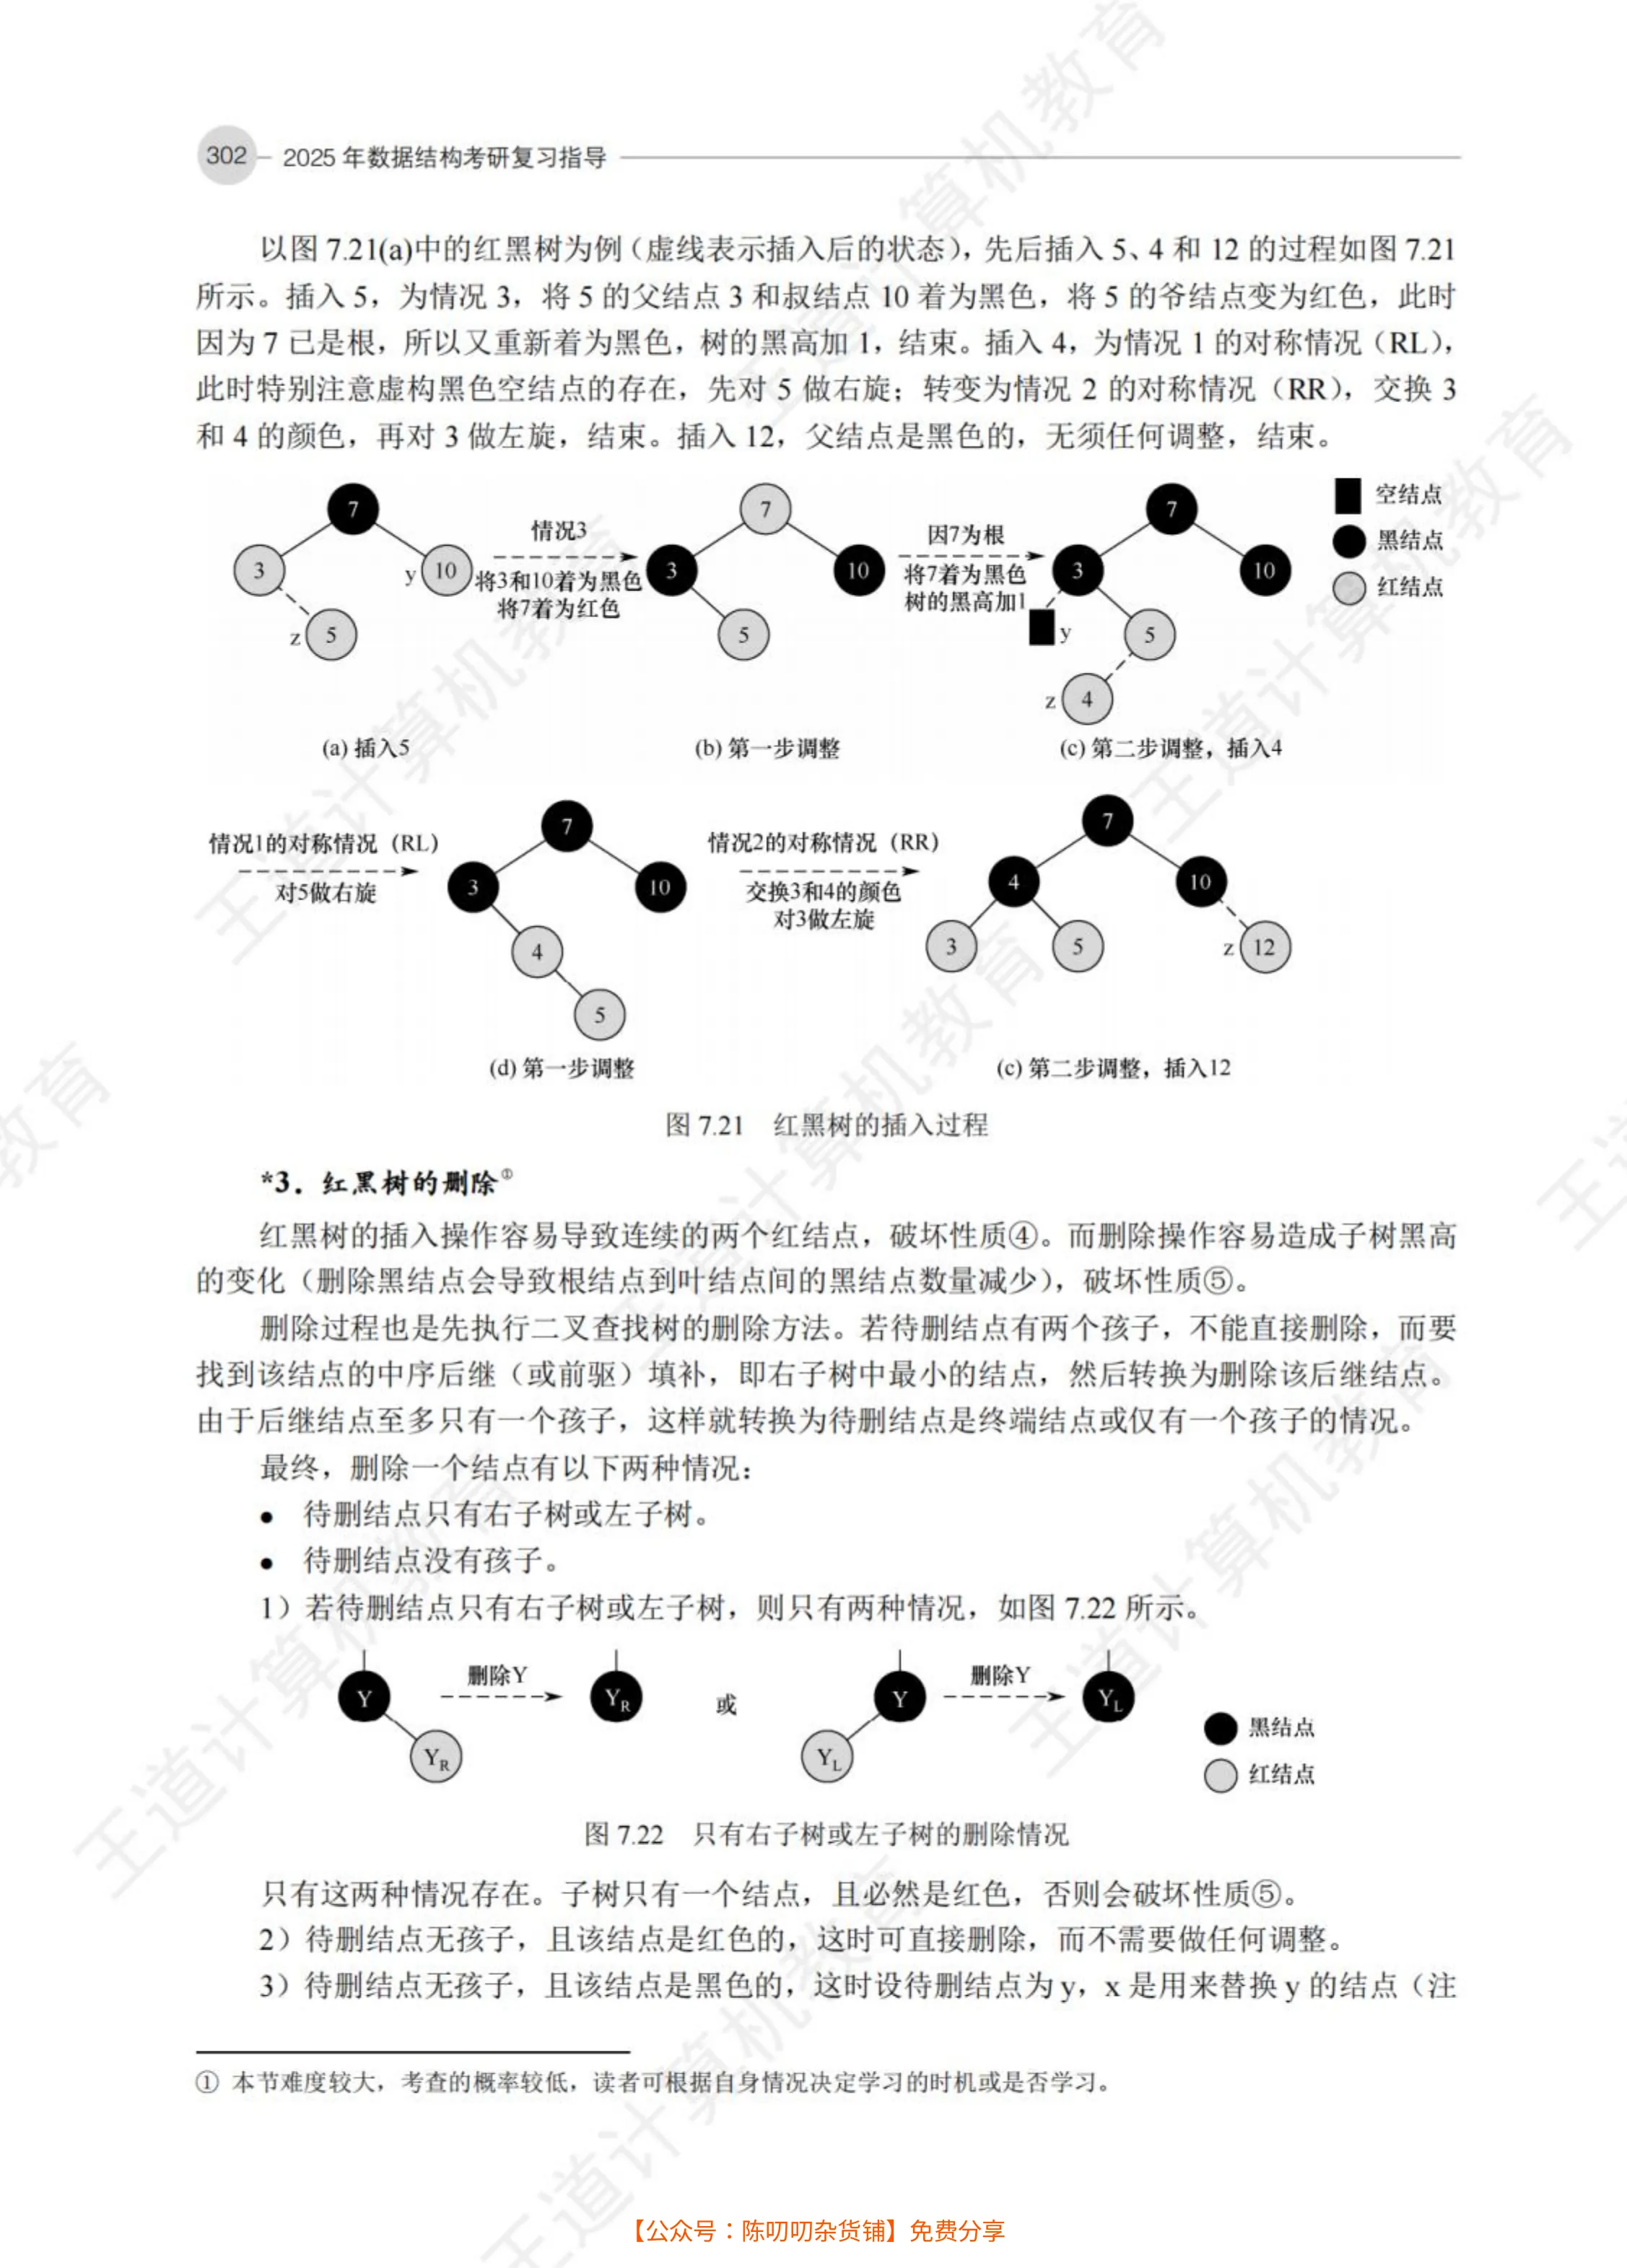 302 2025 年数据结构考研复习指导
以图 7.21(a)中的红黑树为例（虚线表示插入后的状态），先后插入 5、4 和 12 的过程如图 7.21
所示。插入 5，为情况 3，将 5 的父结点 3 和叔结点 10 着为黑色，将 5 的爷结点变为红色，此时
因为 7 已是根，所以又重新着为黑色，树的黑高加 1，结束。插入 4，为情况 1 的对称情况（RL），
此时特别注意虚构黑色空结点的存在，先对 5 做右旋；转变为情况 2 的对称情况（RR），交换 3
和 4 的颜色，再对 3 做左旋，结束。插入 12，父结点是黑色的，无须任何调整，结束。
7
3
y 10
z 5
情况3
将3和10着为黑色
将7着为红色
7
3
10
5
因7为根
将7着为黑色
树的黑高加1
7
3
10
y
5
z 4
空结点
黑结点
红结点
(a) 插入5
(b) 第一步调整
(c) 第二步调整，插入4
情况1的对称情况（RL）
对5做右旋
7
3
10
4
5
情况2的对称情况（RR）
交换3和4的颜色
对3做左旋
7
4
10
3
5
z 12
(d) 第一步调整
(c) 第二步调整，插入12
图 7.21 红黑树的插入过程
*3．红黑树的删除①
红黑树的插入操作容易导致连续的两个红结点，破坏性质④。而删除操作容易造成子树黑高
的变化（删除黑结点会导致根结点到叶结点间的黑结点数量减少），破坏性质⑤。
删除过程也是先执行二叉查找树的删除方法。若待删结点有两个孩子，不能直接删除，而要
找到该结点的中序后继（或前驱）填补，即右子树中最小的结点，然后转换为删除该后继结点。
由于后继结点至多只有一个孩子，这样就转换为待删结点是终端结点或仅有一个孩子的情况。
最终，删除一个结点有以下两种情况：
● 待删结点只有右子树或左子树。
● 待删结点没有孩子。
1）若待删结点只有右子树或左子树，则只有两种情况，如图 7.22 所示。
Y
YR
删除Y
YR
或
Y
YL
删除Y
YL
黑结点
红结点
图 7.22 只有右子树或左子树的删除情况
只有这两种情况存在。子树只有一个结点，且必然是红色，否则会破坏性质⑤。
2）待删结点无孩子，且该结点是红色的，这时可直接删除，而不需要做任何调整。
3）待删结点无孩子，且该结点是黑色的，这时设待删结点为 y，x 是用来替换 y 的结点（注
① 本节难度较大，考查的概率较低，读者可根据自身情况决定学习的时机或是否学习。
【公众号：陈叨叨杂货铺】免费分享
王道计算机教育